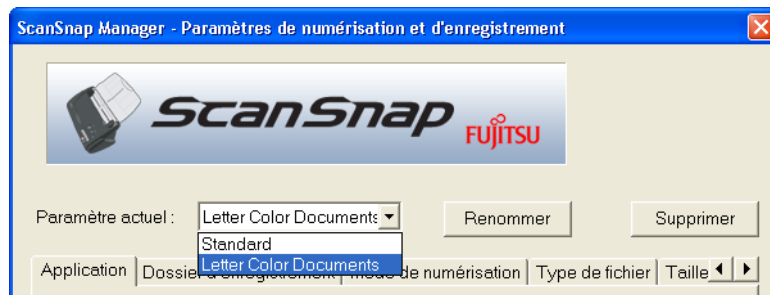 ScanSnap Manager - Paramètres de numérisation et d'enregistrement
ScanSnap
FUJITSU
Paramètre actuel : Letter Color Documents Renommer Supprimer
Standard
Letter Color Documents
Application Dossier d'enregistrement Mode de numérisation Type de fichier Taille